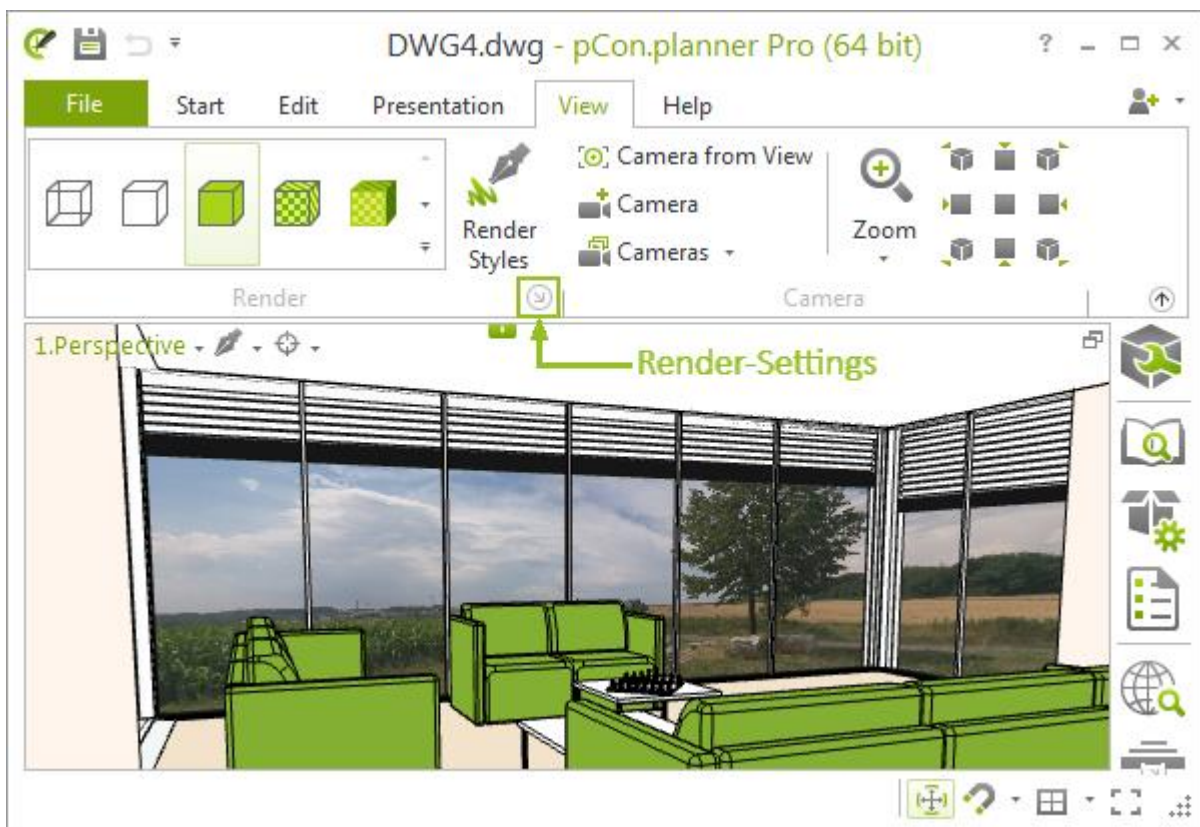 DWG4.dwg - pCon.planner Pro (64 bit)
File Start Edit Presentation View Help
Render
Styles
Camera from View
Camera
Cameras
Zoom
Render Camera
1.Perspective
Render-Settings